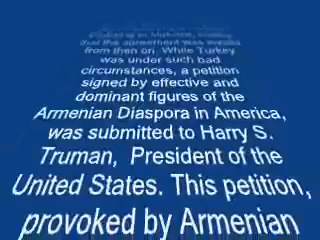 that the agreement was invalid
from then on. While Turkey
was under such bad
circumstances, a petition
signed by effective and
dominant figures of the
Armenian Diaspora in America,
was submitted to Harry S.
Truman, President of the
United States. This petition,
provoked by Armenian